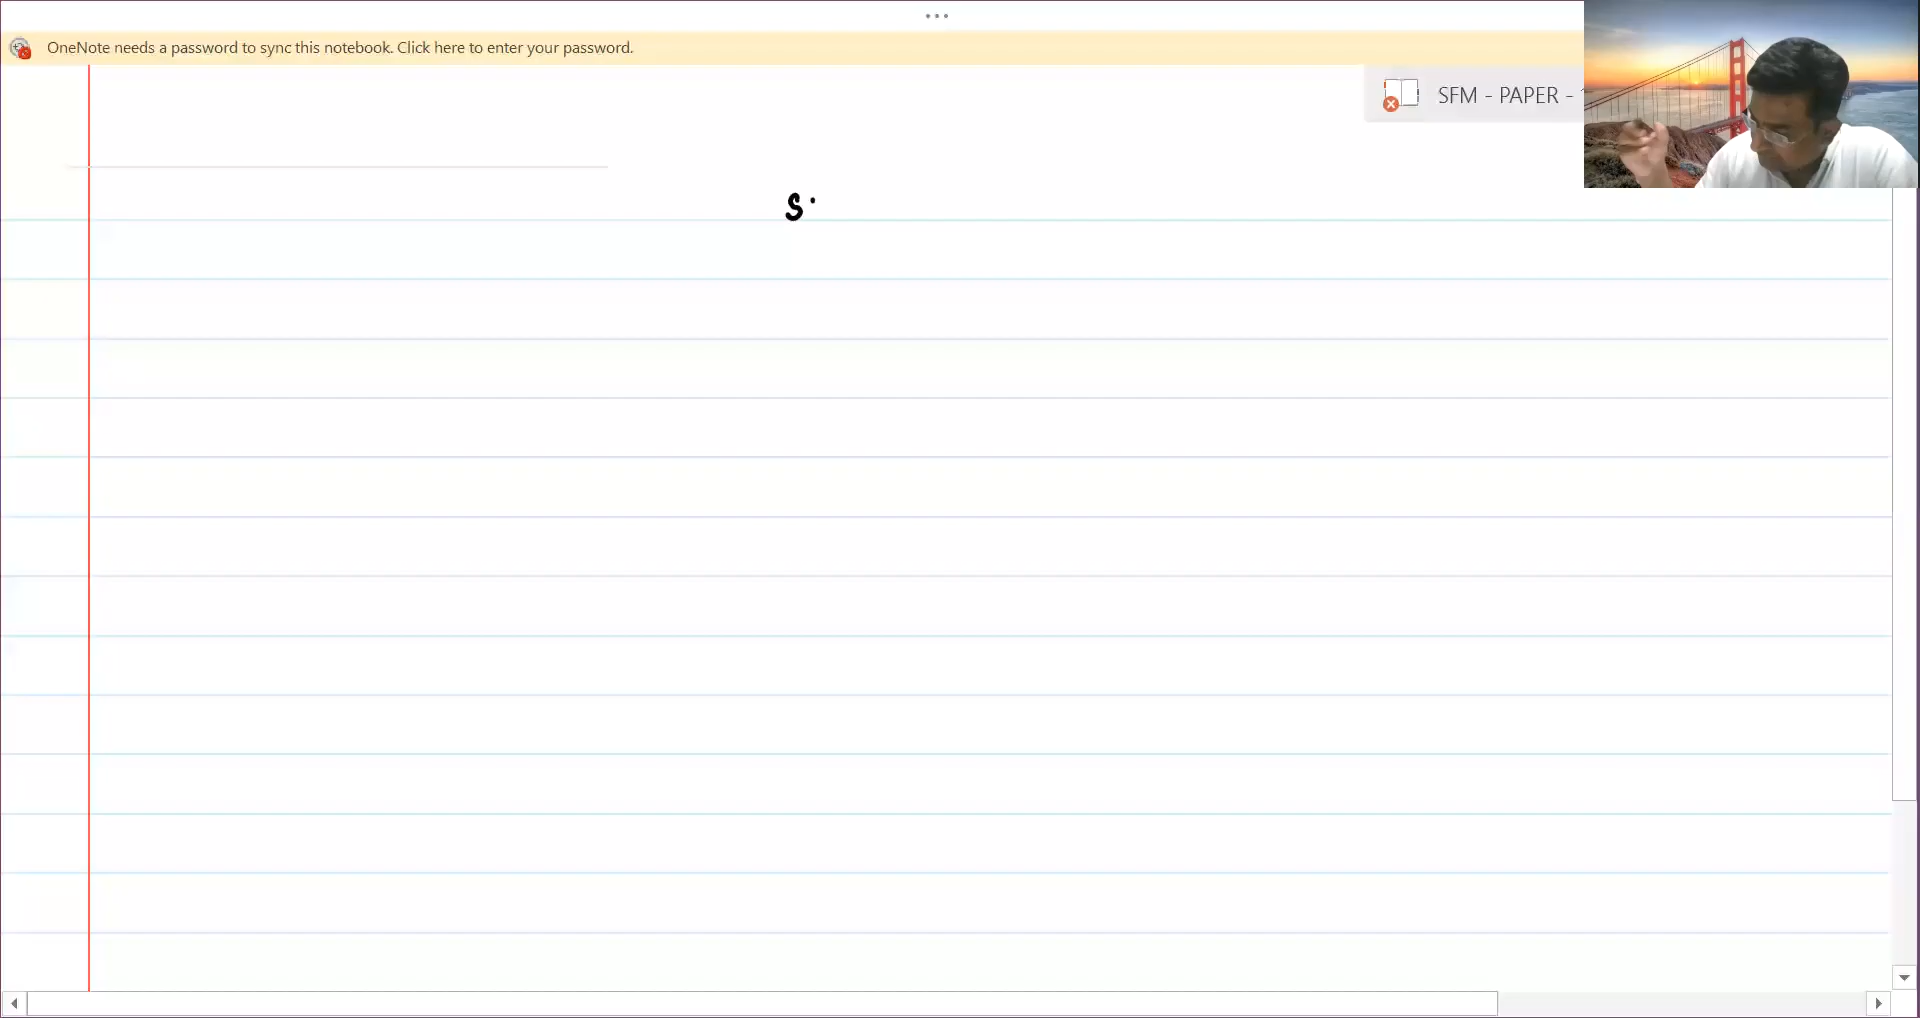 OneNote needs a password to sync this notebook. Click here to enter your password.
SFM - PAPER -
S